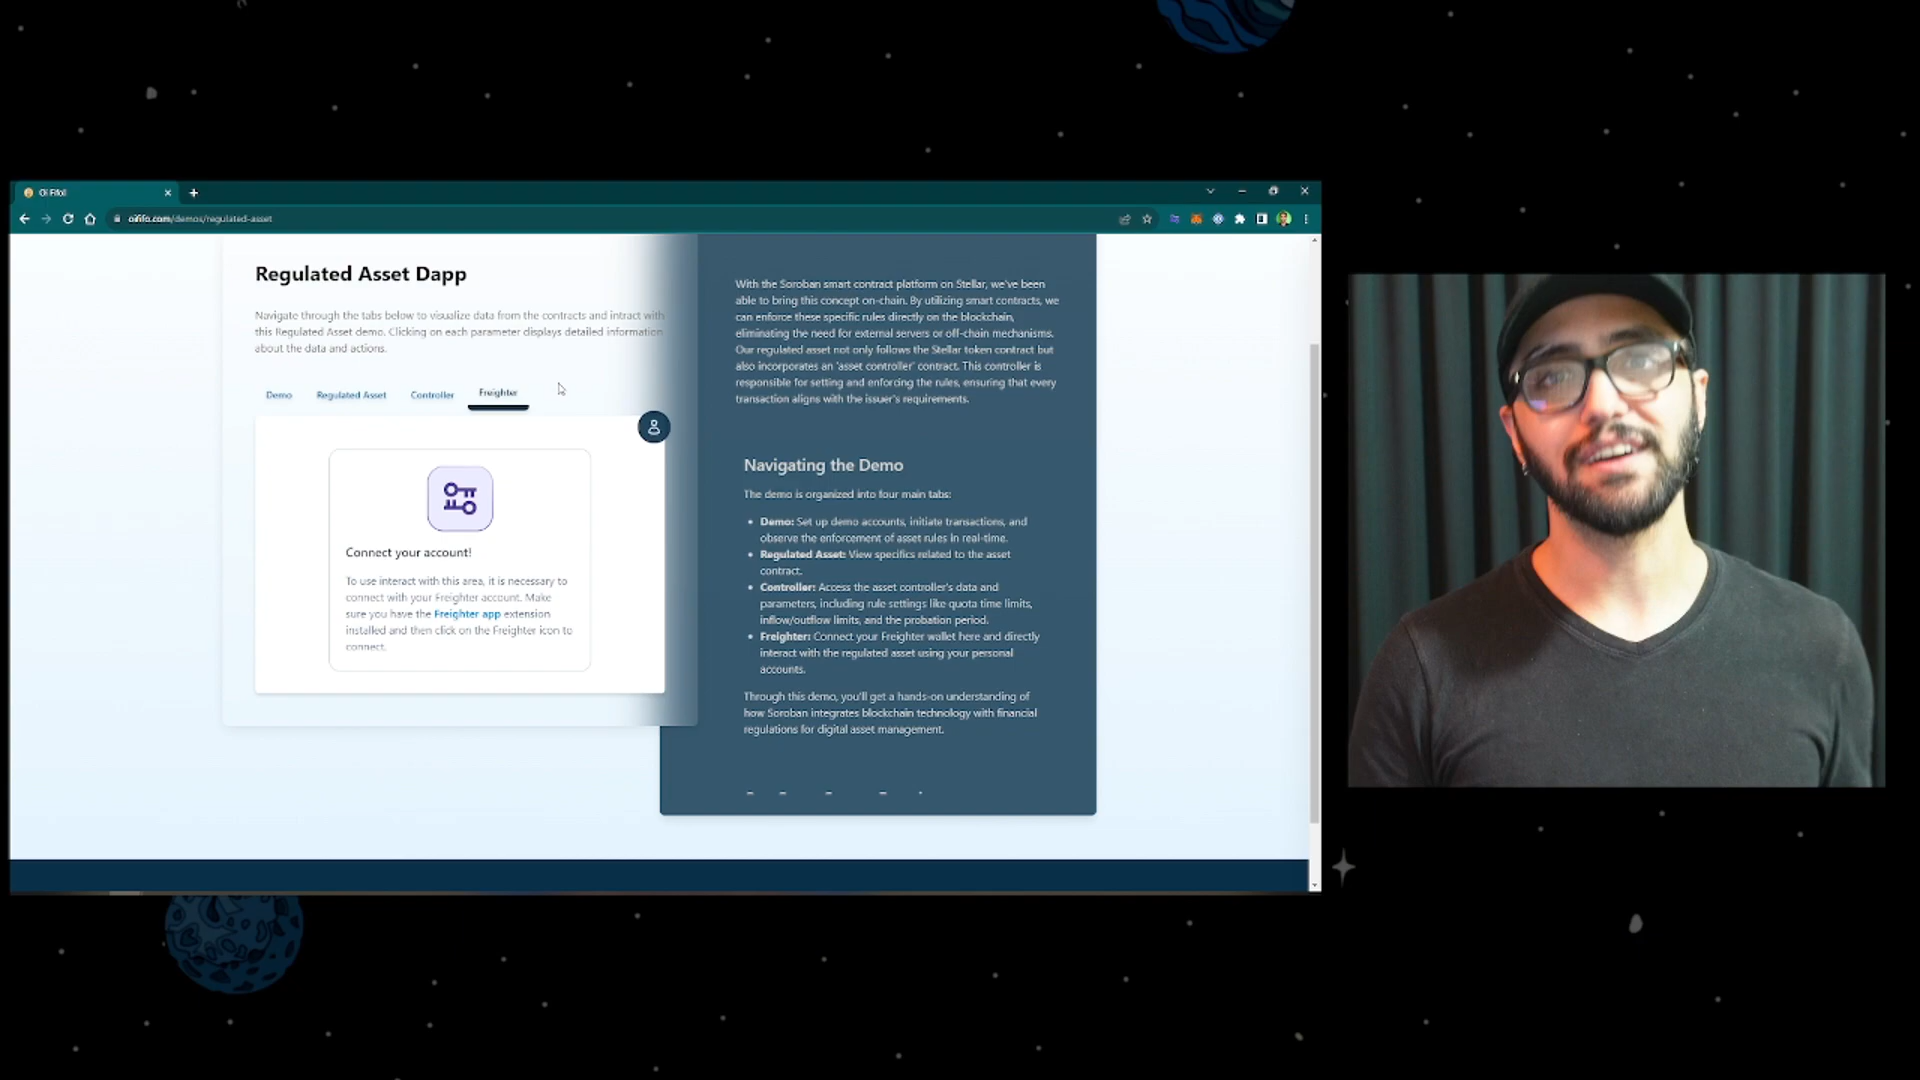 Oi Fifo!
oififo.com/demos/regulated-asset
Regulated Asset Dapp
Navigate through the tabs below to visualize data from the contracts and intract with
this Regulated Asset demo. Clicking on each parameter displays detailed information
about the data and actions.
Demo
Regulated Asset
Controller
Freighter
Connect your account!
To use interact with this area, it is necessary to
connect with your Freighter account. Make
sure you have the Freighter app extension
installed and then click on the Freighter icon to
connect.
With the Soroban smart contract platform on Stellar, we've been
able to bring this concept on-chain. By utilizing smart contracts, we
can enforce these specific rules directly on the blockchain,
eliminating the need for external servers or off-chain mechanisms.
Our regulated asset not only follows the Stellar token contract but
also incorporates an 'asset controller' contract. This controller is
responsible for setting and enforcing the rules, ensuring that every
transaction aligns with the issuer's requirements.
Navigating the Demo
The demo is organized into four main tabs:
• Demo: Set up demo accounts, initiate transactions, and
observe the enforcement of asset rules in real-time.
• Regulated Asset: View specifics related to the asset
contract.
• Controller: Access the asset controller's data and
parameters, including rule settings like quota time limits,
inflow/outflow limits, and the probation period.
• Freighter: Connect your Freighter wallet here and directly
interact with the regulated asset using your personal
accounts.
Through this demo, you'll get a hands-on understanding of
how Soroban integrates blockchain technology with financial
regulations for digital asset management.